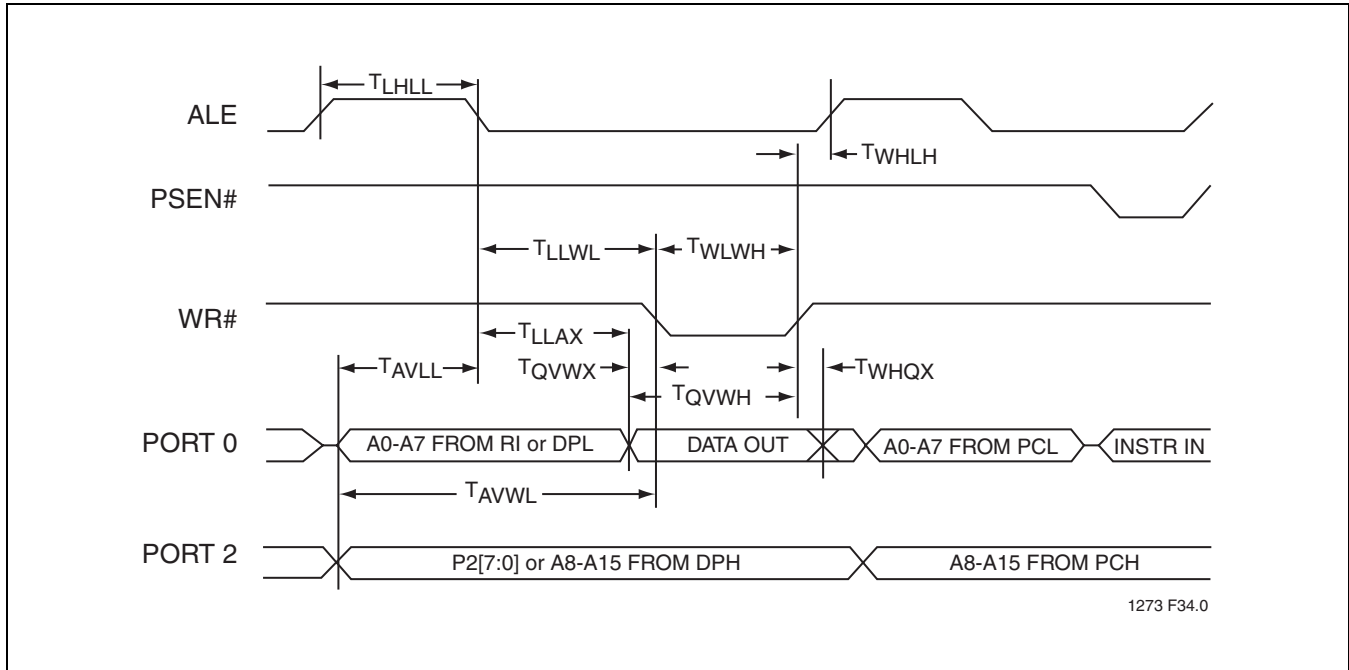 TLHLL
ALE
TWHLH
PSEN#
TLLWL
TWLWH
WR#
TLLAX
TAVLL
TQVWX
TWHQX
TQVWH
PORT 0
A0-A7 FROM RI or DPL
DATA OUT
A0-A7 FROM PCL
INSTR IN
TAVWL
PORT 2
P2[7:0] or A8-A15 FROM DPH
A8-A15 FROM PCH
1273 F34.0